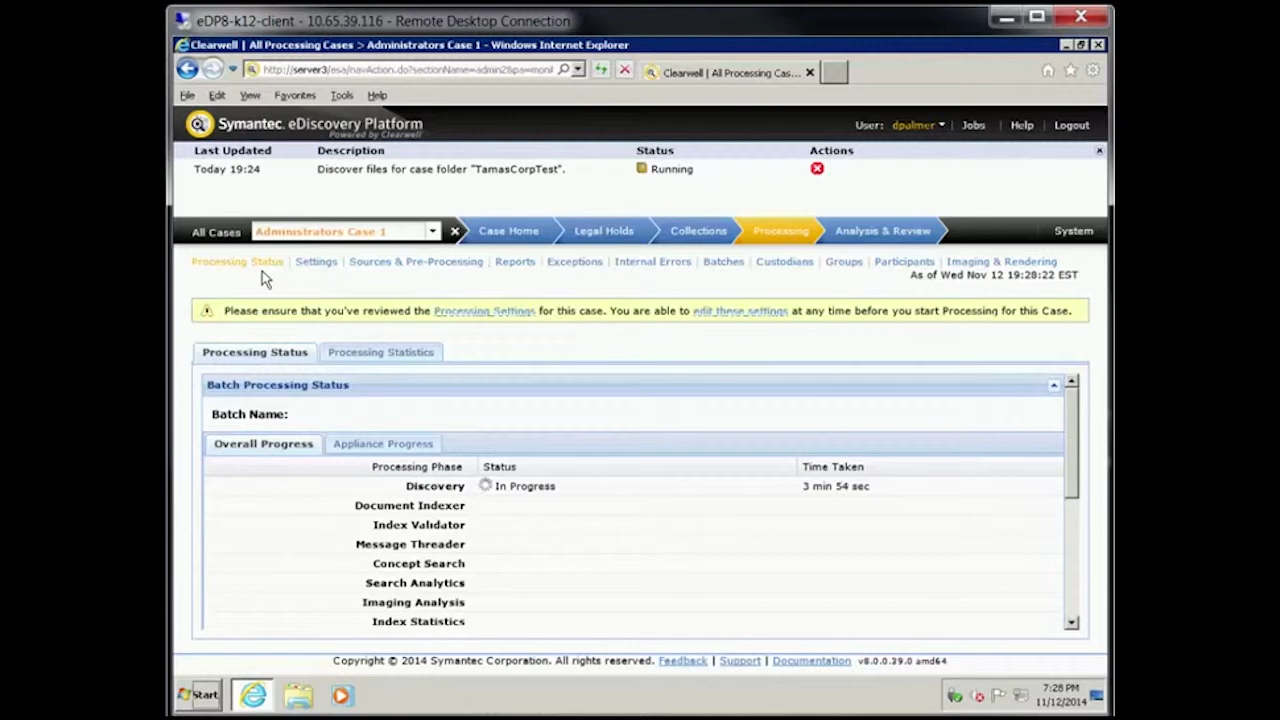 eDP8-k12-client - 10.65.39.116 - Remote Desktop Connection
Clearwell | All Processing Cases > Administrators Case 1 - Windows Internet Explorer
http://server3/esa/navAction.do?sectionName=admin2&pa=moni Clearwell | All Processing Cas...
File Edit View Favorites Tools Help
Symantec. eDiscovery Platform
Powered by Clearwell
User: dpalmer | Jobs | Help | Logout
Last Updated Description Status Actions
Today 19:24 Discover files for case folder "TamasCorpTest". Running
All Cases Administrators Case 1 Case Home Legal Holds Collections Processing Analysis & Review System
Processing Status | Settings | Sources & Pre-Processing | Reports | Exceptions | Internal Errors | Batches | Custodians | Groups | Participants | Imaging & Rendering
As of Wed Nov 12 19:28:22 EST
Please ensure that you've reviewed the Processing Settings for this case. You are able to edit these settings at any time before you start Processing for this Case.
Processing Status Processing Statistics
Batch Processing Status
Batch Name:
Overall Progress Appliance Progress
Processing Phase Status Time Taken
Discovery In Progress 3 min 54 sec
Document Indexer
Index Validator
Message Threader
Concept Search
Search Analytics
Imaging Analysis
Index Statistics
Copyright © 2014 Symantec Corporation. All rights reserved. Feedback | Support | Documentation v8.0.0.39.0 amd64
Start
7:28 PM
11/12/2014